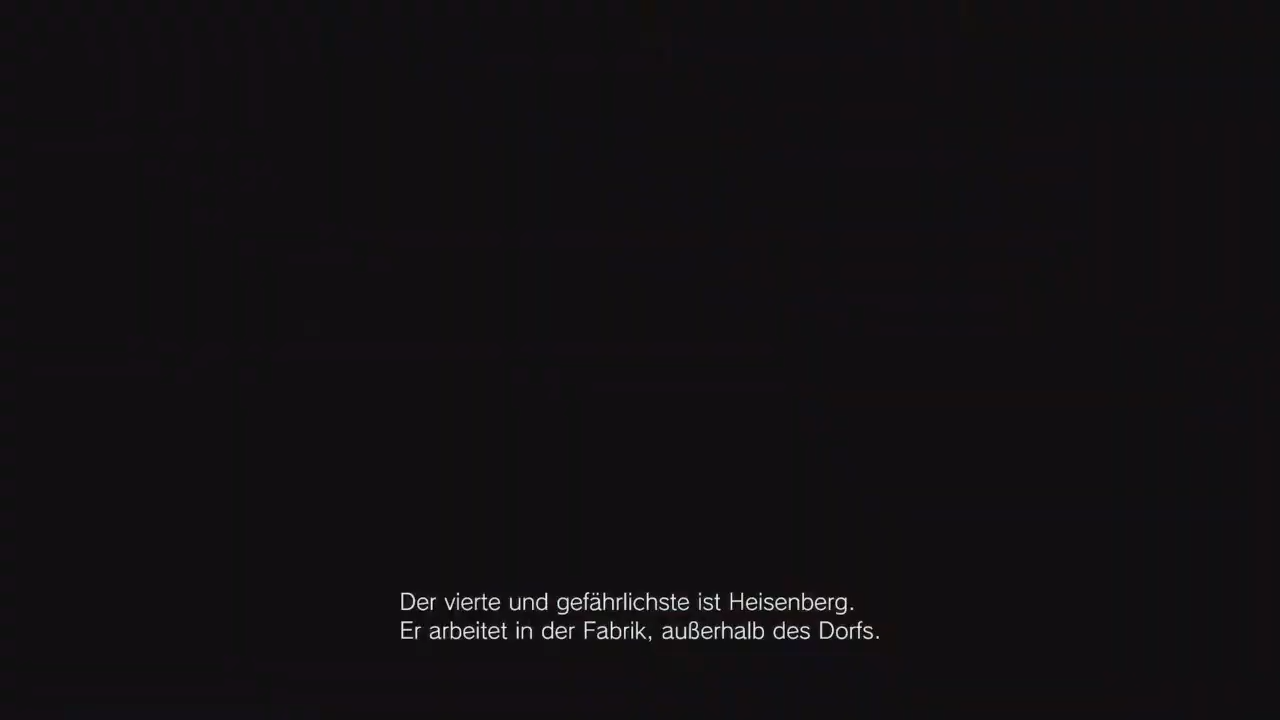 Der vierte und gefährlichste ist Heisenberg.
Er arbeitet in der Fabrik, außerhalb des Dorfs.